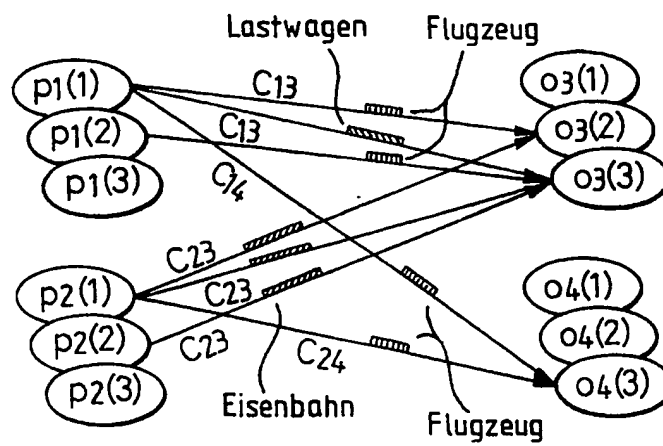 Lastwagen Flugzeug
p1(1) C13 o3(1)
p1(2) C13 o3(2)
p1(3) C14 o3(3)
p2(1) C23 o4(1)
p2(2) C23 o4(2)
p2(3) C23 C24 o4(3)
Eisenbahn Flugzeug